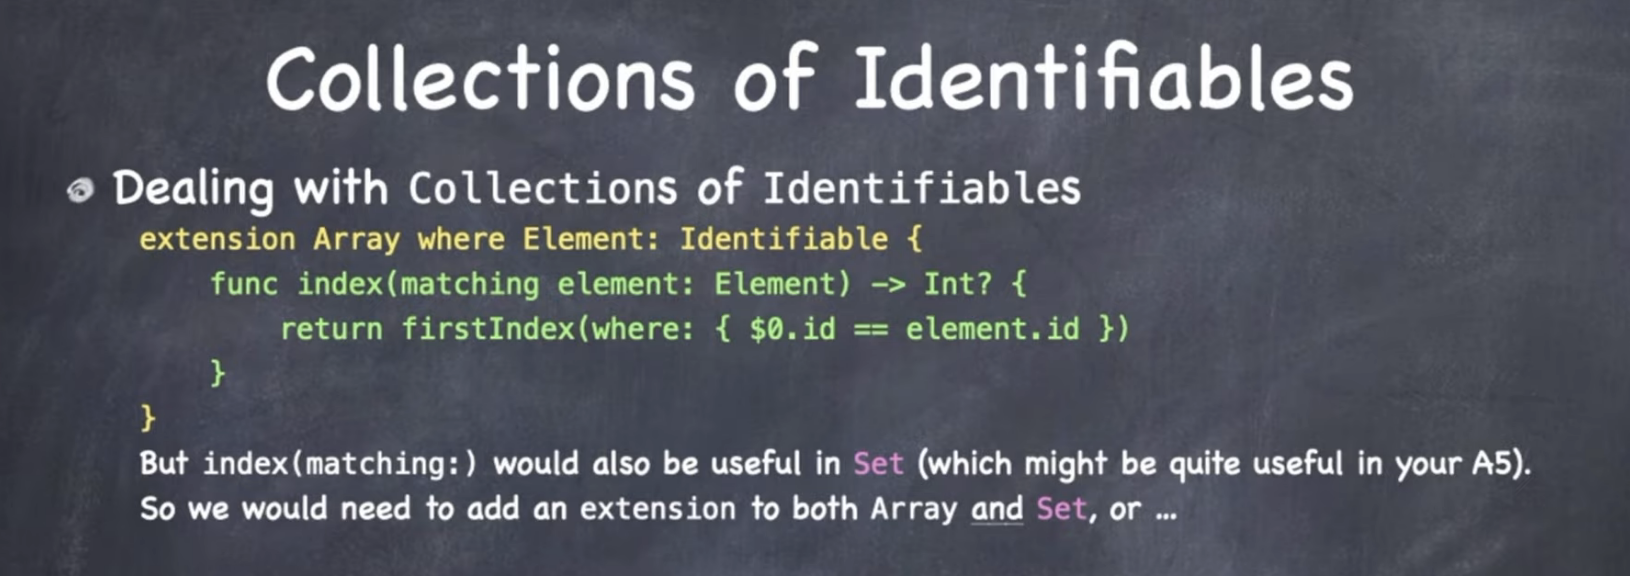 Collections of Identifiables
Dealing with Collections of Identifiables
extension Array where Element: Identifiable {
    func index(matching element: Element) -> Int? {
        return firstIndex(where: { $0.id == element.id })
    }
}
But index(matching:) would also be useful in Set (which might be quite useful in your A5).
So we would need to add an extension to both Array and Set, or ...